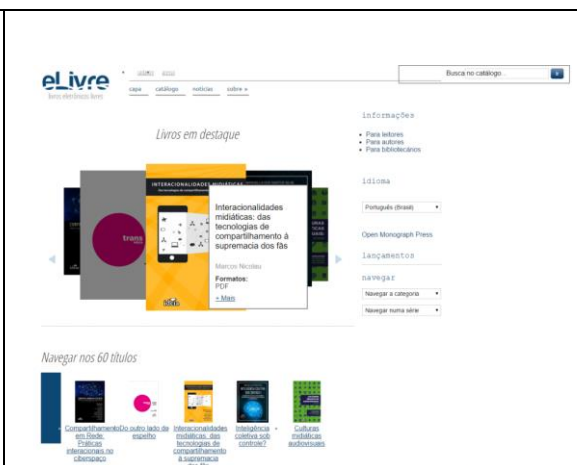 eLivre
livros eletrônicos livres
capa catálogo notícias sobre »
Busca no catálogo ..
Livros em destaque
trans
INTERACIONALIDADES MIDIÁTICAS
Interacionalidades
midiáticas: das
tecnologias de
compartilhamento à
supremacia dos fãs
Marcos Nicolau
Formatos:
PDF
+ Mais
informações
Para leitores
Para autores
Para bibliotecários
idioma
Português (Brasil)
Open Monograph Press
lançamentos
navegar
Navegar a categoria
Navegar numa série
Navegar nos 60 títulos
Compartilhamento
em Rede:
Práticas
interacionais no
ciberespaço
Do outro lado do
espelho
Interacionalidades
midiáticas: das
tecnologias de
compartilhamento
à supremacia
dos fãs
Inteligência
coletiva sob
controle?
Culturas
midiáticas
audiovisuais